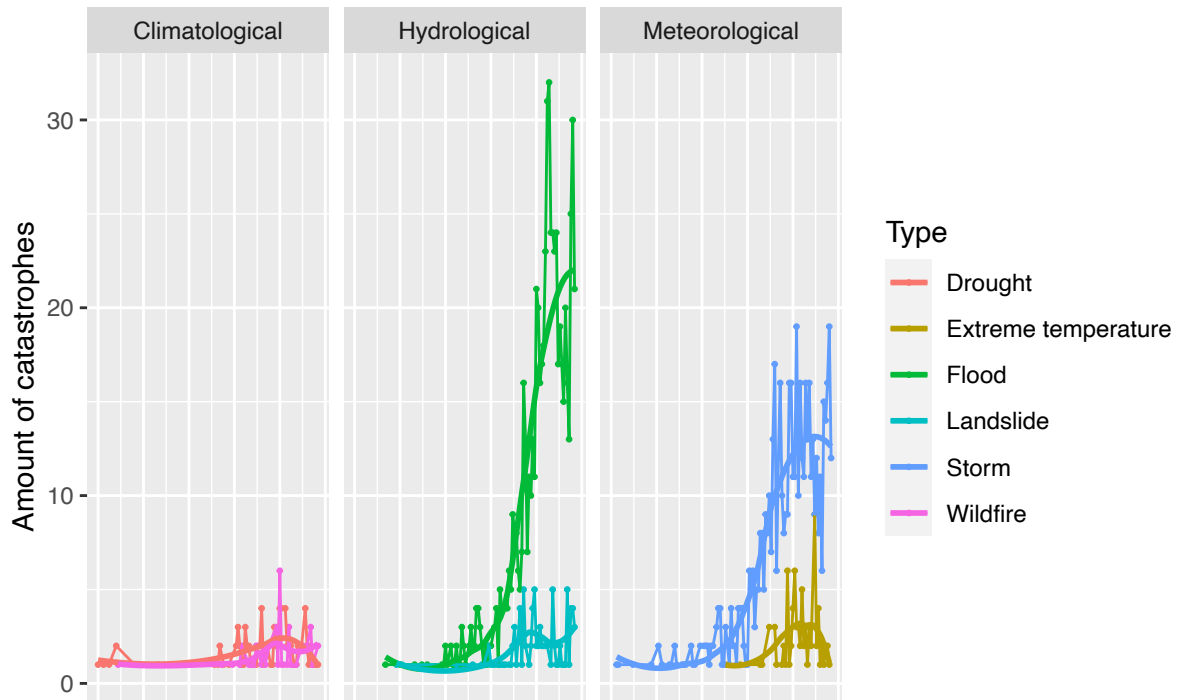 Climatological
Hydrological
Meteorological
Amount of catastrophes
30
20
10
0
Type
Drought
Extreme temperature
Flood
Landslide
Storm
Wildfire